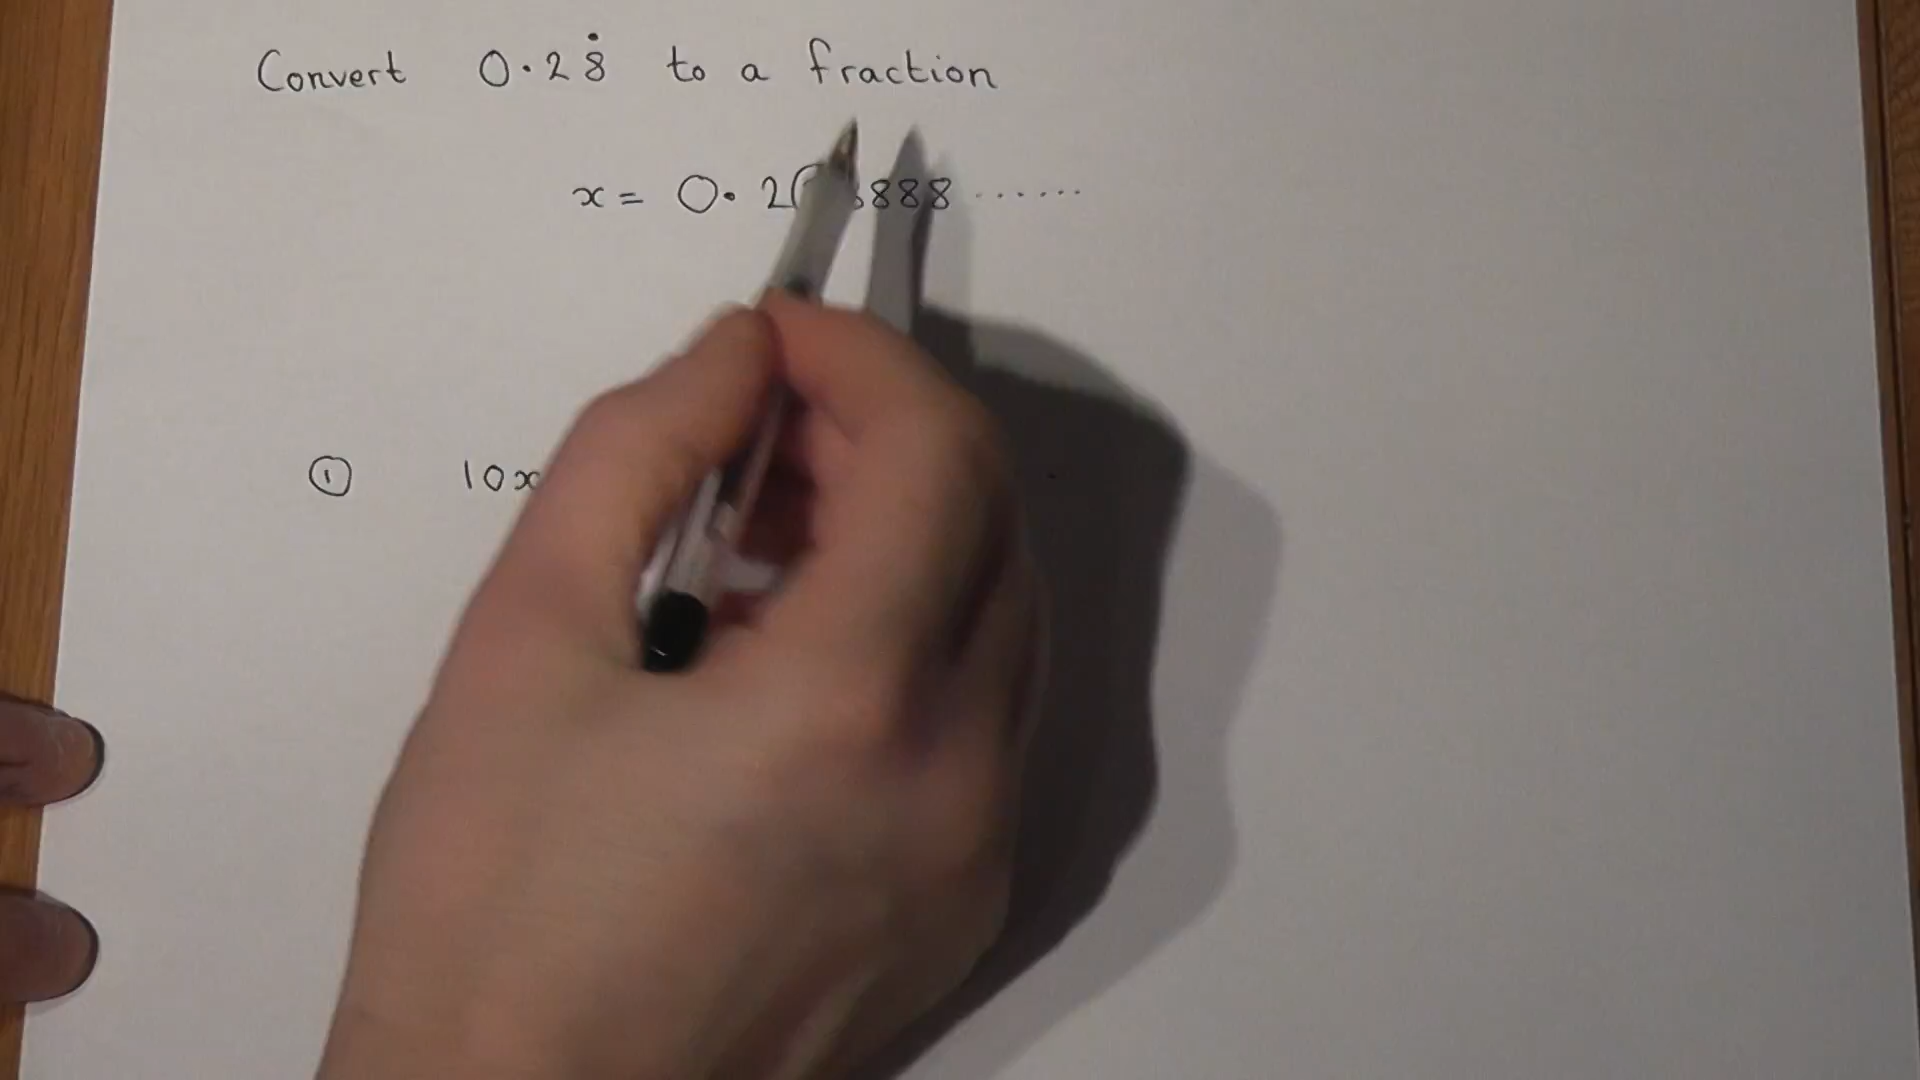 Convert 0.28̇ to a fraction
x = 0.2 888 ......
① 10x